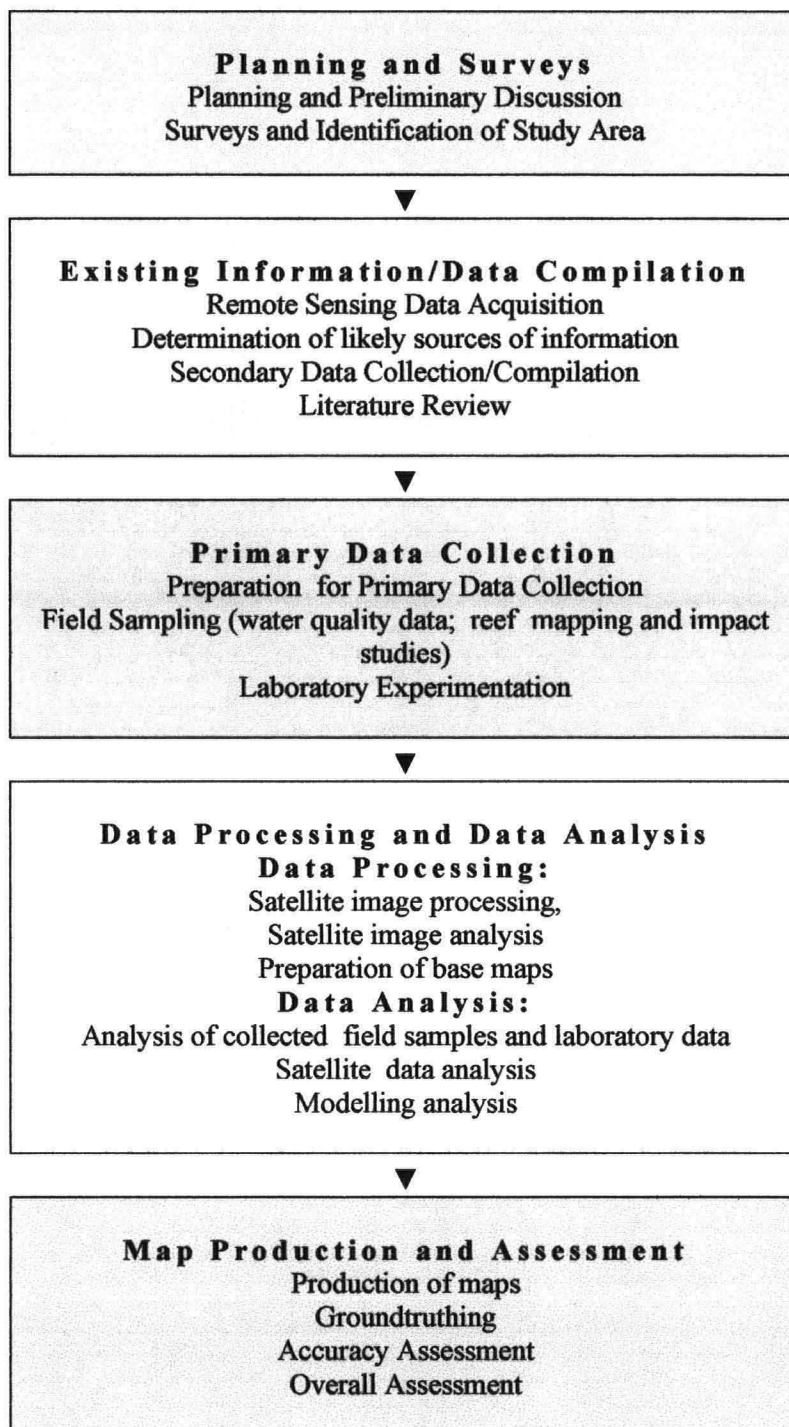 Planning and Surveys
Planning and Preliminary Discussion
Surveys and Identification of Study Area
Existing Information/Data Compilation
Remote Sensing Data Acquisition
Determination of likely sources of information
Secondary Data Collection/Compilation
Literature Review
Primary Data Collection
Preparation for Primary Data Collection
Field Sampling (water quality data; reef mapping and impact
studies)
Laboratory Experimentation
Data Processing and Data Analysis
Data Processing:
Satellite image processing,
Satellite image analysis
Preparation of base maps
Data Analysis:
Analysis of collected field samples and laboratory data
Satellite data analysis
Modelling analysis
Map Production and Assessment
Production of maps
Groundtruthing
Accuracy Assessment
Overall Assessment